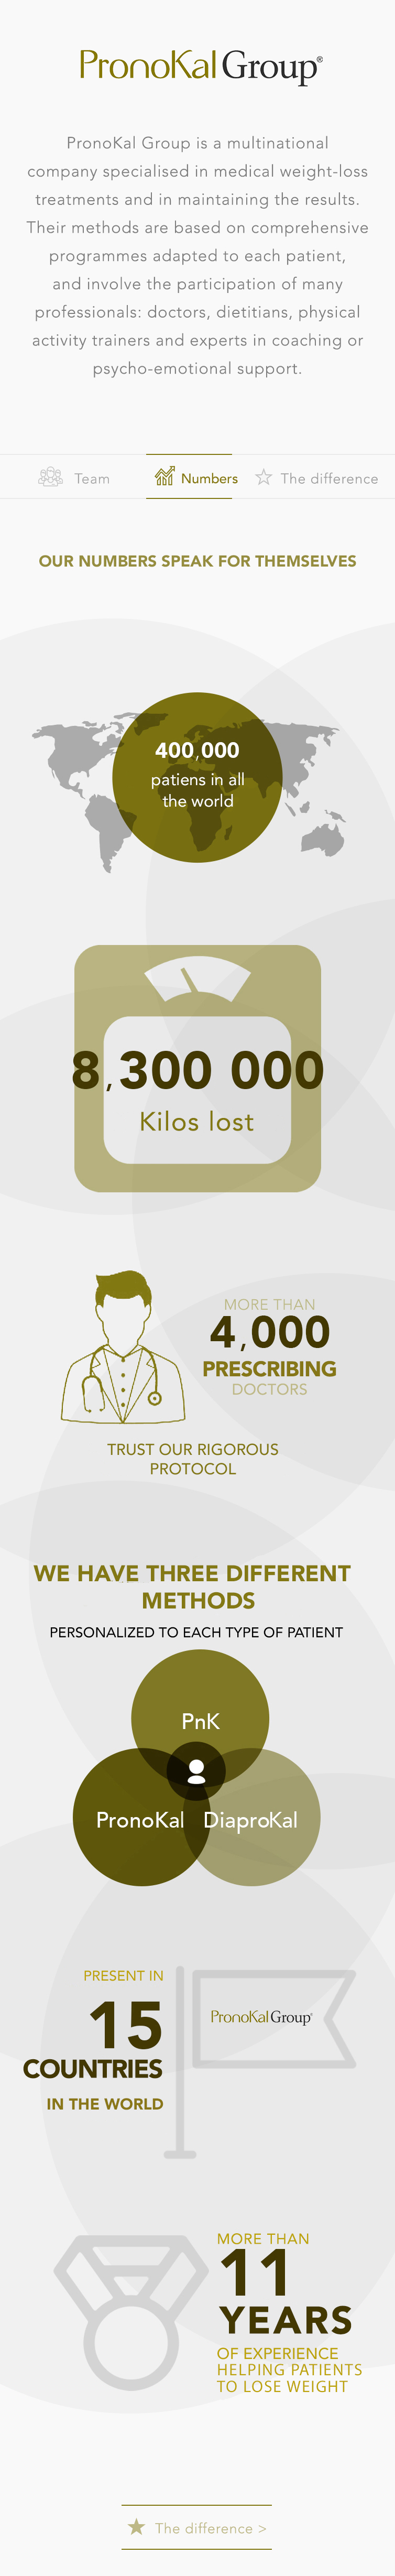 PronoKal Group®
PronoKal Group is a multinational
company specialised in medical weight-loss
treatments and in maintaining the results.
Their methods are based on comprehensive
programmes adapted to each patient,
and involve the participation of many
professionals: doctors, dietitians, physical
activity trainers and experts in coaching or
psycho-emotional support.
Team
Numbers
The difference
OUR NUMBERS SPEAK FOR THEMSELVES
400,000
patiens in all
the world
8,300 000
Kilos lost
MORE THAN
4,000
PRESCRIBING
DOCTORS
TRUST OUR RIGOROUS
PROTOCOL
WE HAVE THREE DIFFERENT
METHODS
PERSONALIZED TO EACH TYPE OF PATIENT
PnK
PronoKal
DiaproKal
PRESENT IN
15
COUNTRIES
IN THE WORLD
PronoKal Group®
MORE THAN
11
YEARS
OF EXPERIENCE
HELPING PATIENTS
TO LOSE WEIGHT
The difference >